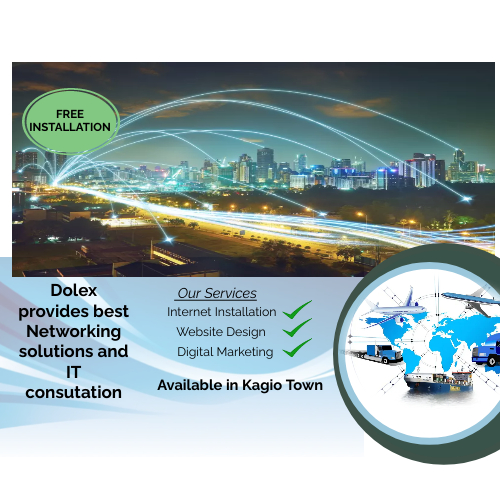 FREE
INSTALLATION
Dolex
provides best
Networking
solutions and
IT
consutation
Our Services
Internet Installation
Website Design
Digital Marketing
Available in Kagio Town